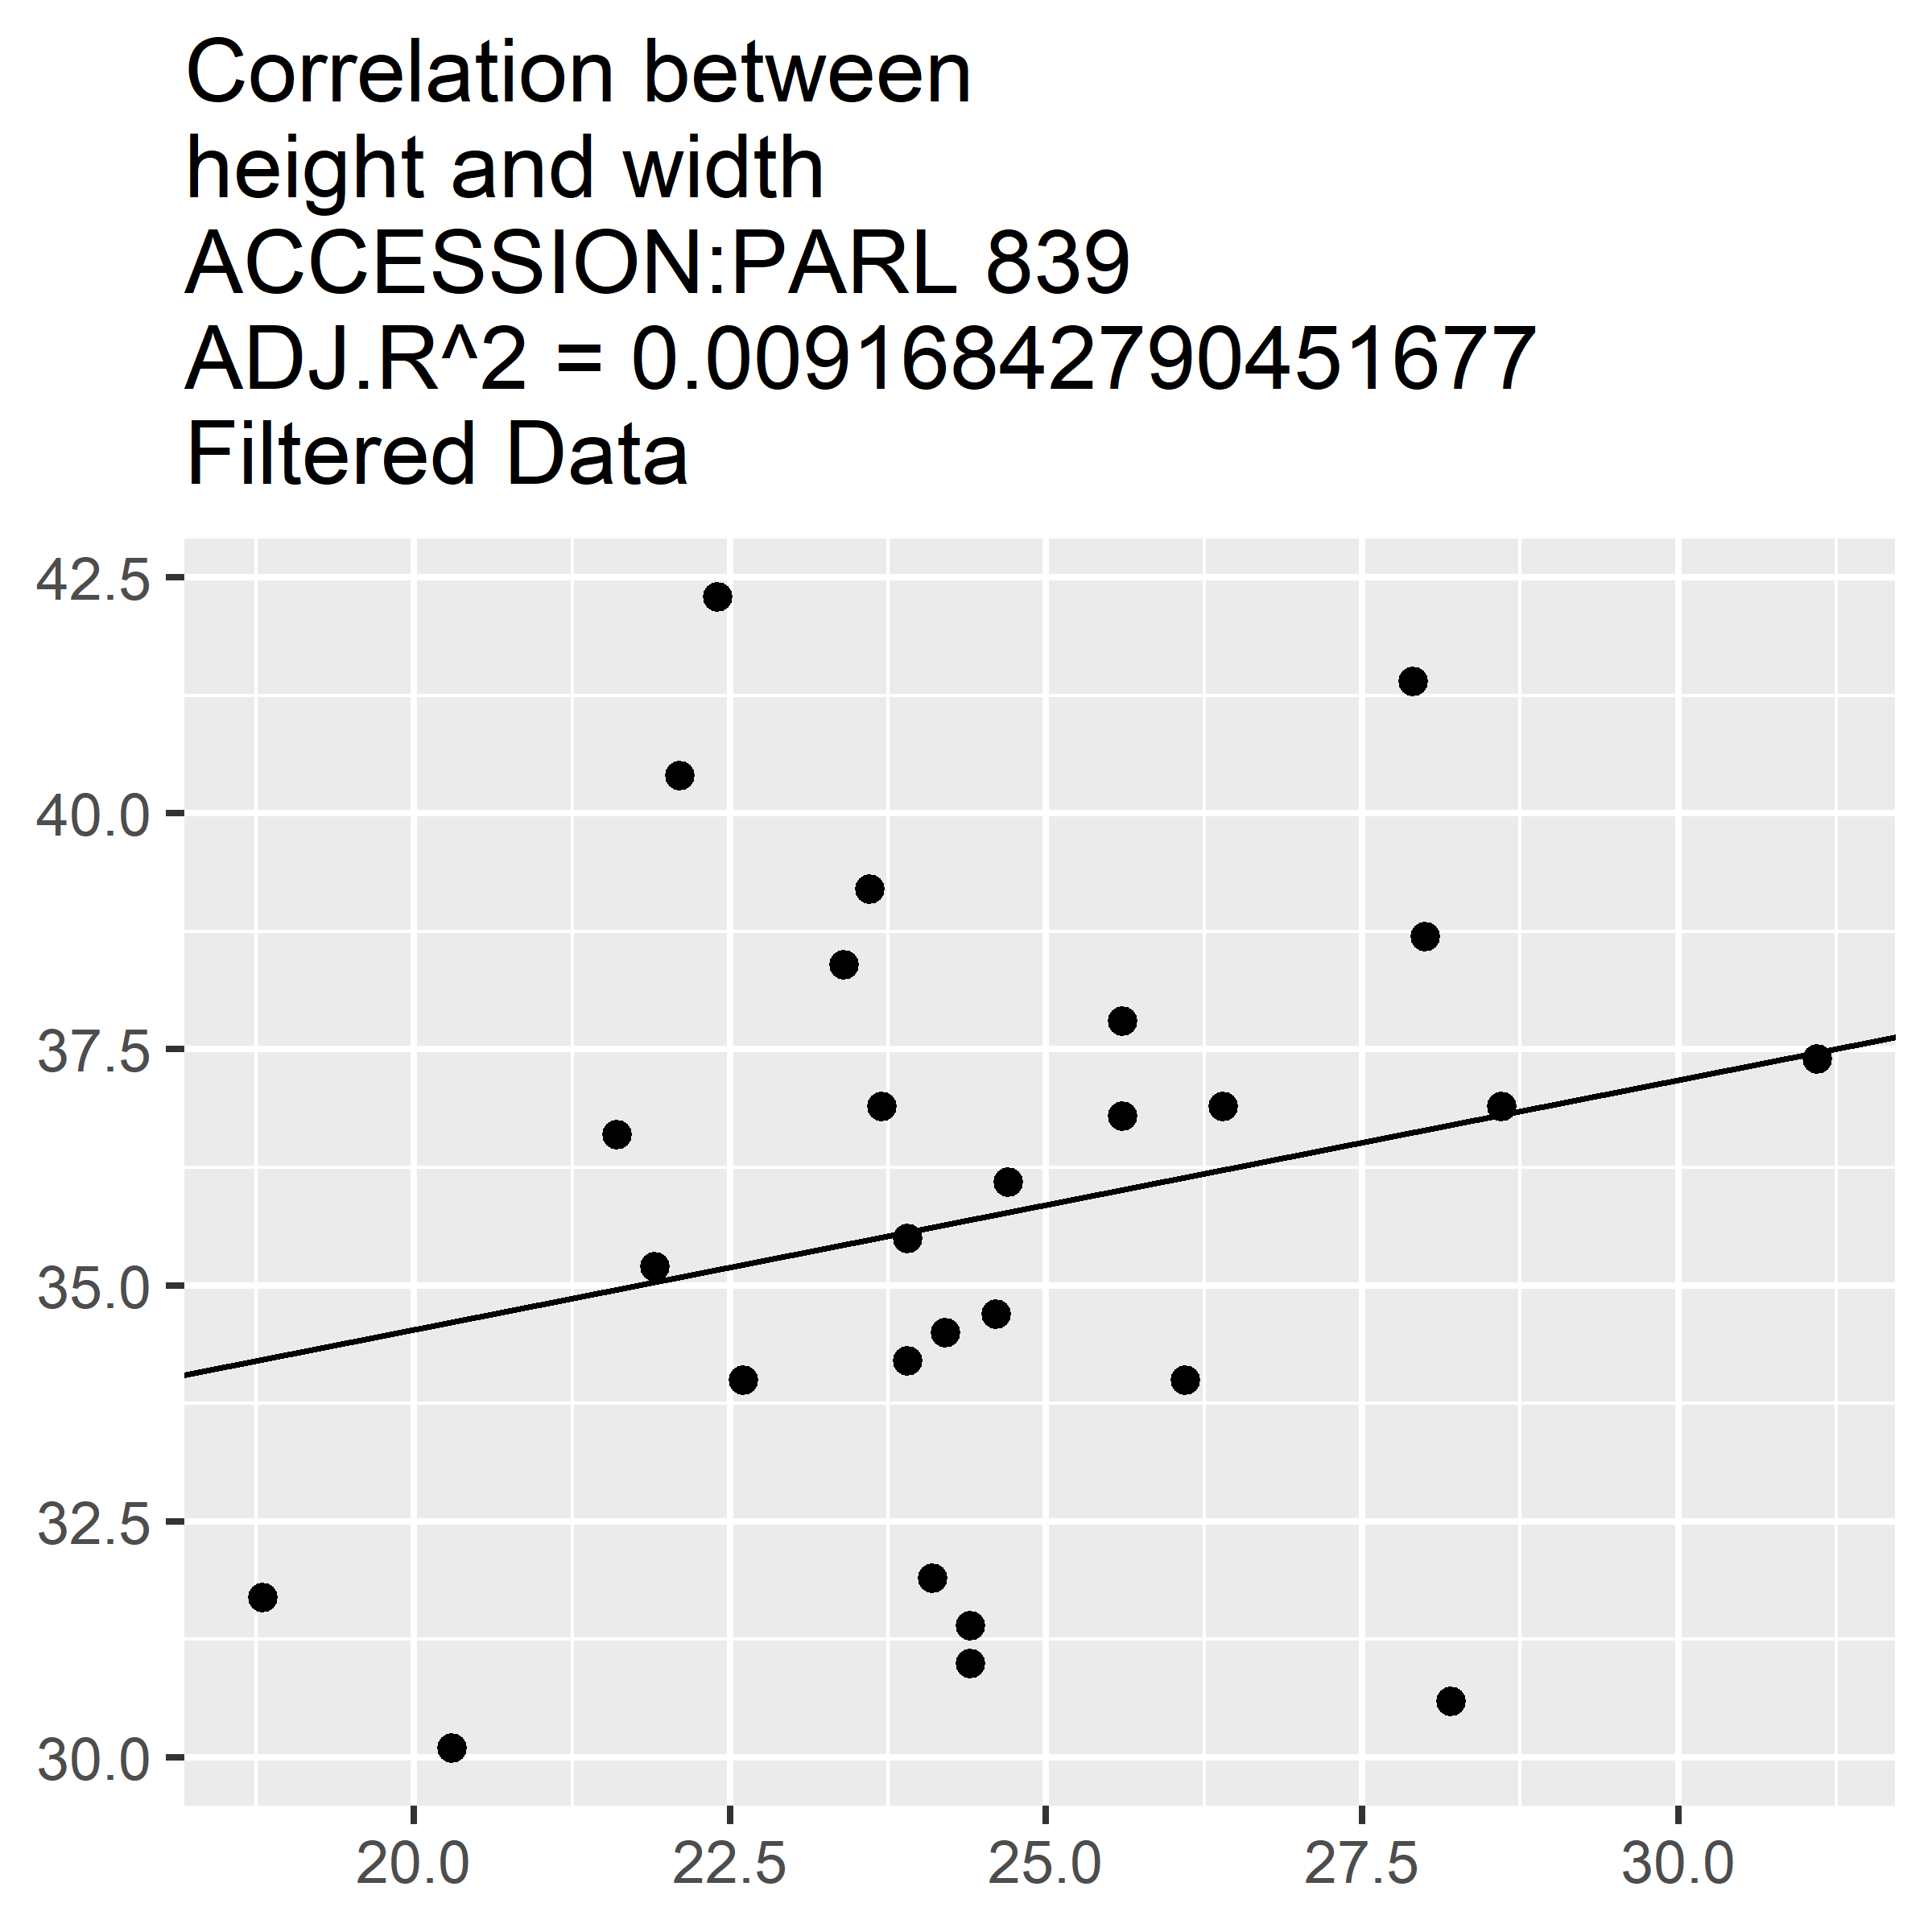 Correlation between
height and width
ACCESSION:PARL 839
ADJ.R^2 = 0.00916842790451677
Filtered Data
42.5
40.0
37.5
35.0
32.5
30.0
20.0 22.5 25.0 27.5 30.0